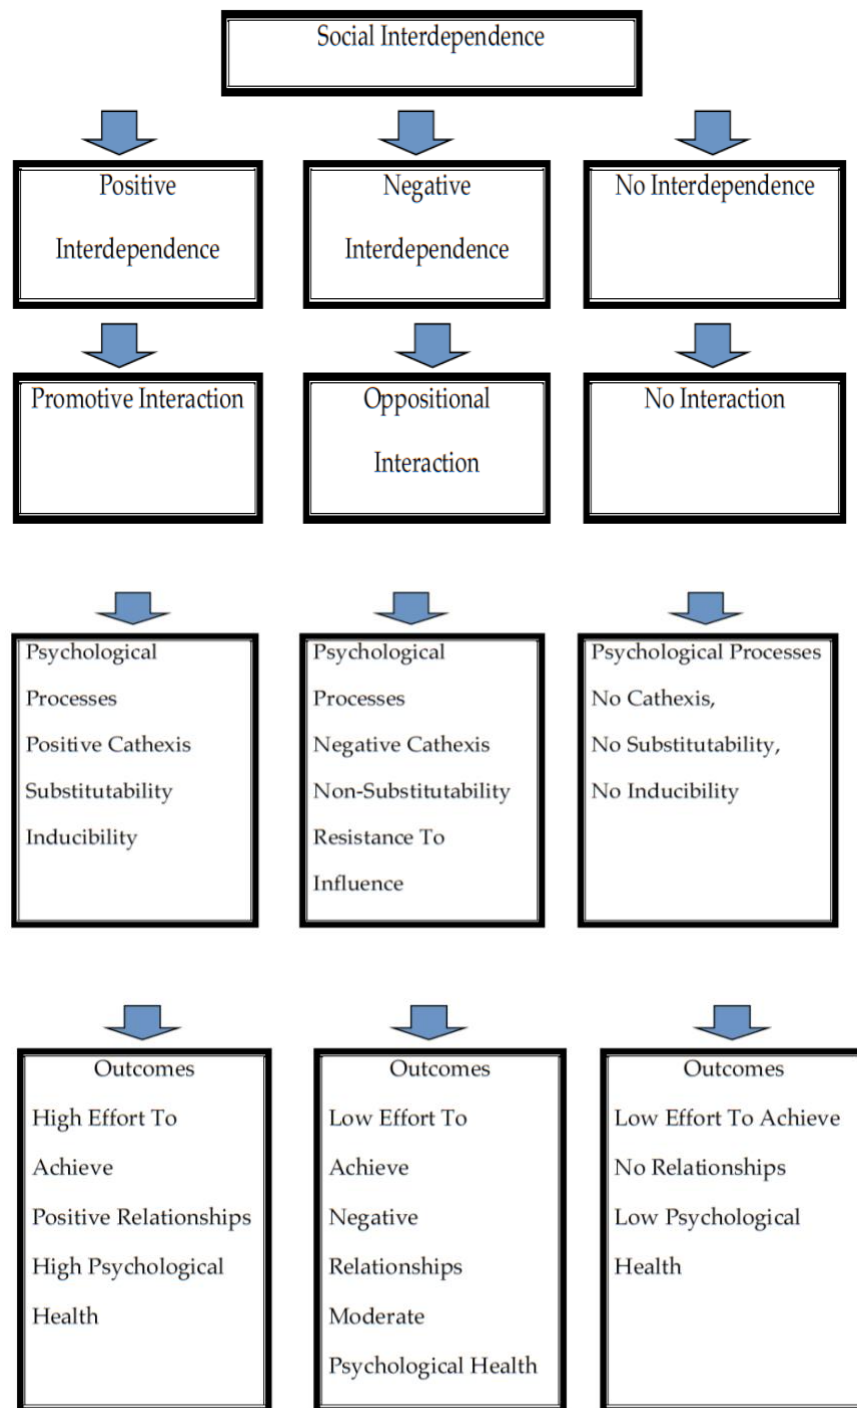 Social Interdependence
Positive
Interdependence
Negative
Interdependence
No Interdependence
Promotive Interaction
Oppositional
Interaction
No Interaction
Psychological
Processes
Positive Cathexis
Substitutability
Inducibility
Psychological
Processes
Negative Cathexis
Non-Substitutability
Resistance To
Influence
Psychological Processes
No Cathexis,
No Substitutability,
No Inducibility
Outcomes
High Effort To
Achieve
Positive Relationships
High Psychological
Health
Outcomes
Low Effort To
Achieve
Negative
Relationships
Moderate
Psychological Health
Outcomes
Low Effort To Achieve
No Relationships
Low Psychological
Health